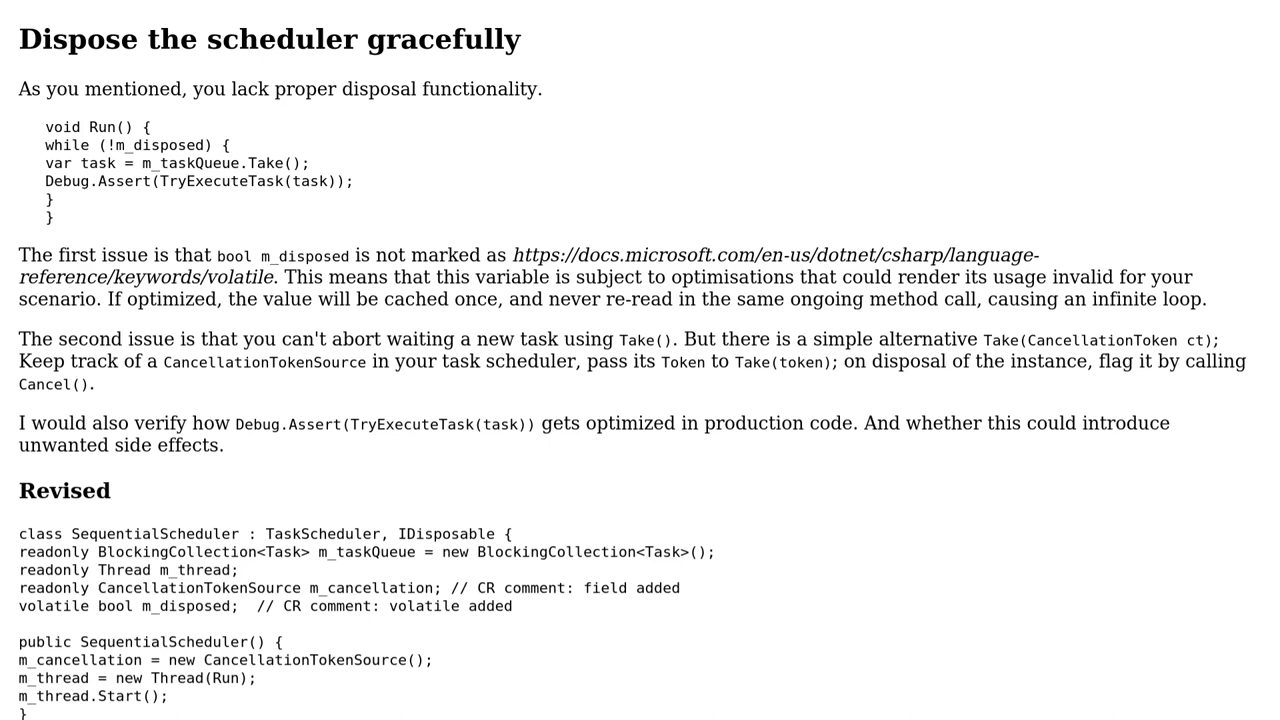 Dispose the scheduler gracefully
As you mentioned, you lack proper disposal functionality.
void Run() {
while (!m_disposed) {
var task = m_taskQueue.Take();
Debug.Assert(TryExecuteTask(task));
}
}
The first issue is that bool m_disposed is not marked as https://docs.microsoft.com/en-us/dotnet/csharp/language-
reference/keywords/volatile. This means that this variable is subject to optimisations that could render its usage invalid for your
scenario. If optimized, the value will be cached once, and never re-read in the same ongoing method call, causing an infinite loop.
The second issue is that you can't abort waiting a new task using Take(). But there is a simple alternative Take(CancellationToken ct);
Keep track of a CancellationTokenSource in your task scheduler, pass its Token to Take(token); on disposal of the instance, flag it by calling
Cancel().
I would also verify how Debug.Assert(TryExecuteTask(task)) gets optimized in production code. And whether this could introduce
unwanted side effects.
Revised
class SequentialScheduler : TaskScheduler, IDisposable {
readonly BlockingCollection<Task> m_taskQueue = new BlockingCollection<Task>();
readonly Thread m_thread;
readonly CancellationTokenSource m_cancellation; // CR comment: field added
volatile bool m_disposed;  // CR comment: volatile added
public SequentialScheduler() {
m_cancellation = new CancellationTokenSource();
m_thread = new Thread(Run);
m_thread.Start();
}